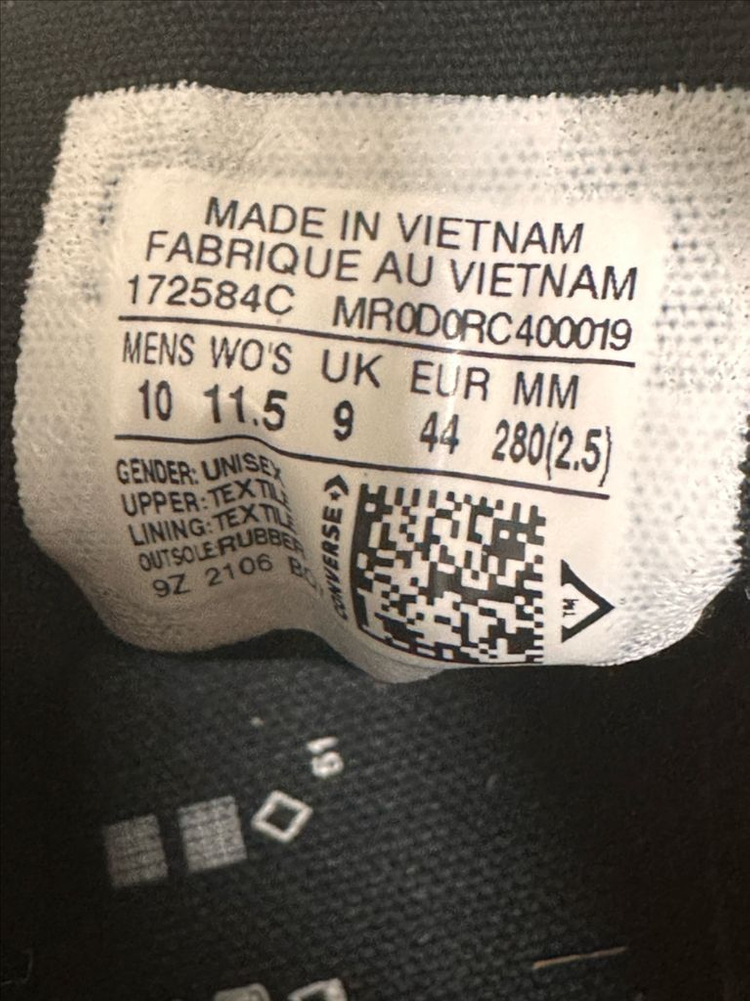 MADE IN VIETNAM
FABRIQUE AU VIETNAM
172584C MR0D0RC400019
MENS WO'S UK EUR MM
10 11.5 9 44 280(2.5)
GENDER: UNISEX
UPPER: TEXTILE
LINING: TEXTILE
OUTSOLE: RUBBER
9Z 2106
CONVERSE
TM